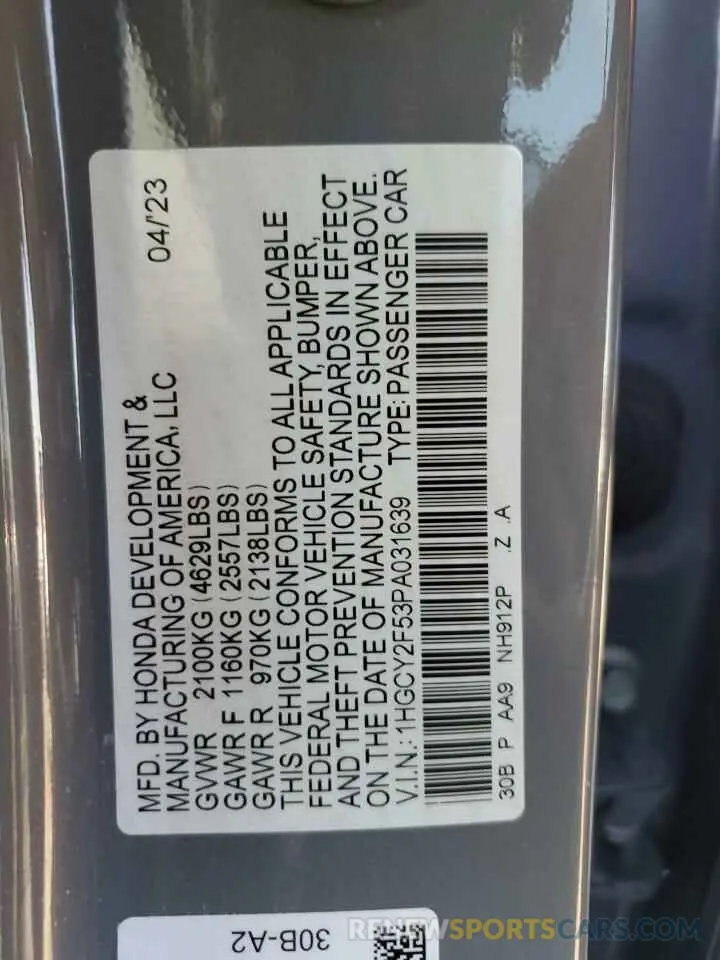 MFD. BY HONDA DEVELOPMENT &
MANUFACTURING OF AMERICA, LLC 04/'23
GVWR 2100KG (4629LBS)
GAWR F 1160KG (2557LBS)
GAWR R 970KG (2138LBS)
THIS VEHICLE CONFORMS TO ALL APPLICABLE
FEDERAL MOTOR VEHICLE SAFETY, BUMPER,
AND THEFT PREVENTION STANDARDS IN EFFECT
ON THE DATE OF MANUFACTURE SHOWN ABOVE.
V.I.N.: 1HGCY2F53PA031639 TYPE: PASSENGER CAR
30B P AA9 NH912P .Z .A
30B-A2
RENEWSPORTSCARS.COM